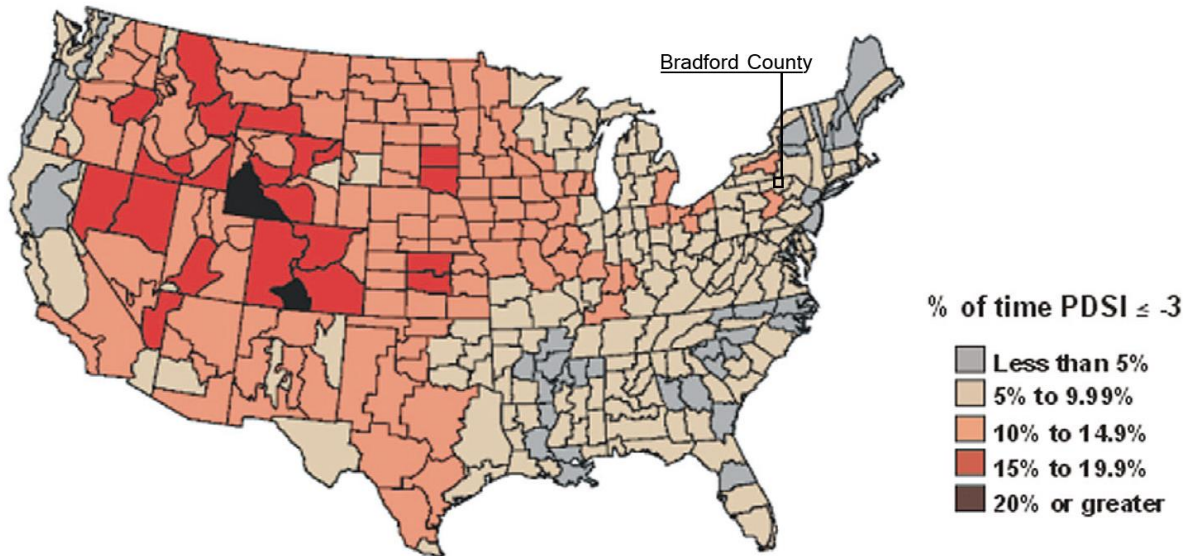 Bradford County
% of time PDSI ≤ -3
Less than 5%
5% to 9.99%
10% to 14.9%
15% to 19.9%
20% or greater